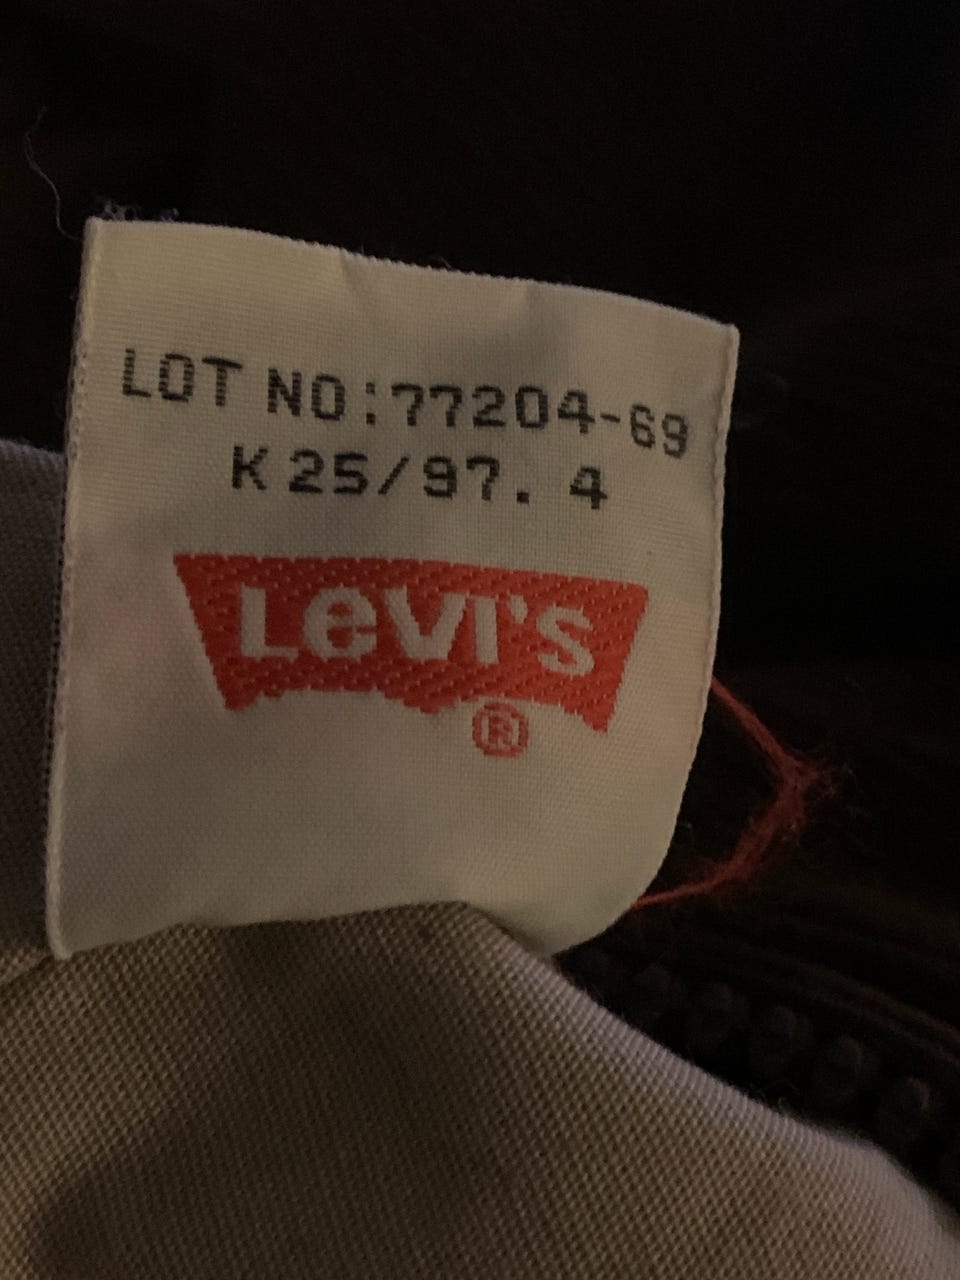 LOT NO:77204-69
K 25/97. 4
Levi's
®